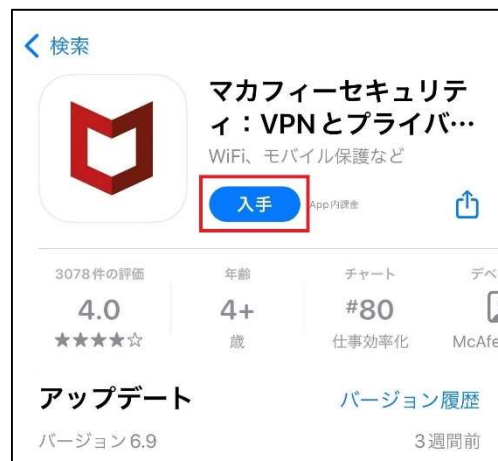 検索
マカフィーセキュリテ
ィ：VPNとプライバ…
WiFi、モバイル保護など
入手
App内課金
3078件の評価
年齢
チャート
デベ
4.0
4+
#80
★★★★☆
歳
仕事効率化
McAfe
アップデート
バージョン履歴
バージョン 6.9
3週間前